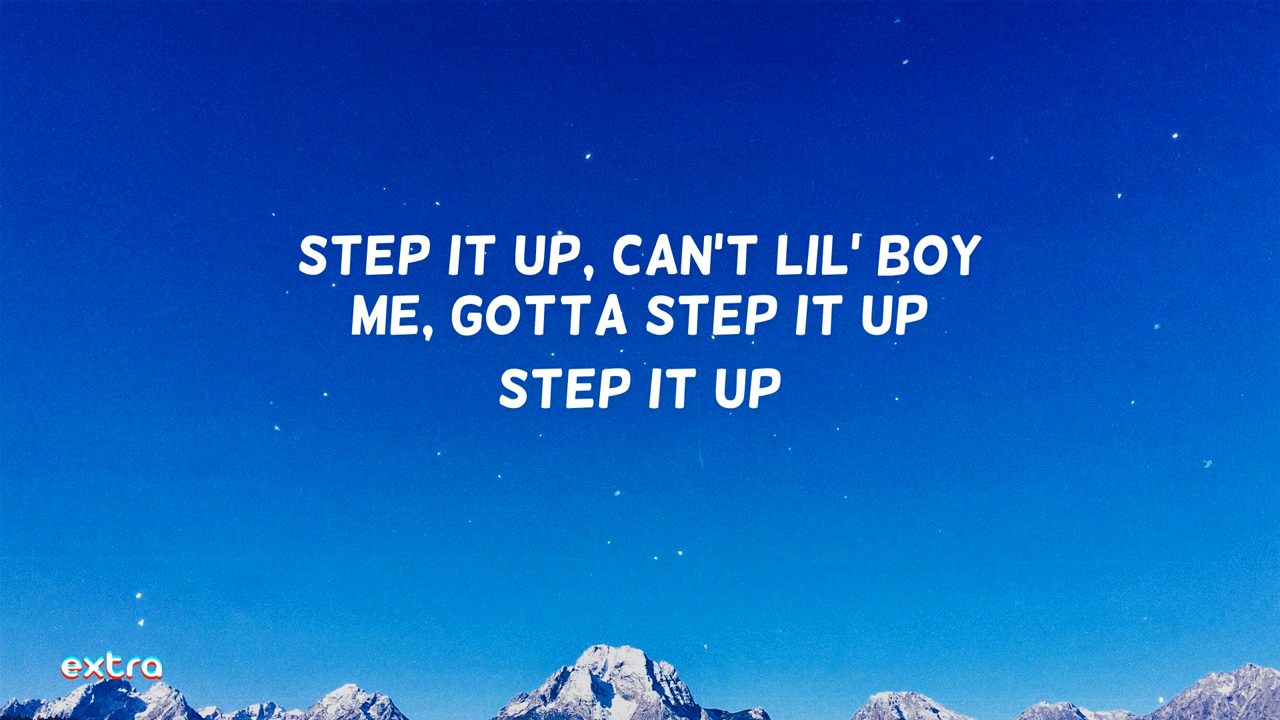 STEP IT UP, CAN'T LIL' BOY
ME, GOTTA STEP IT UP
STEP IT UP
extra